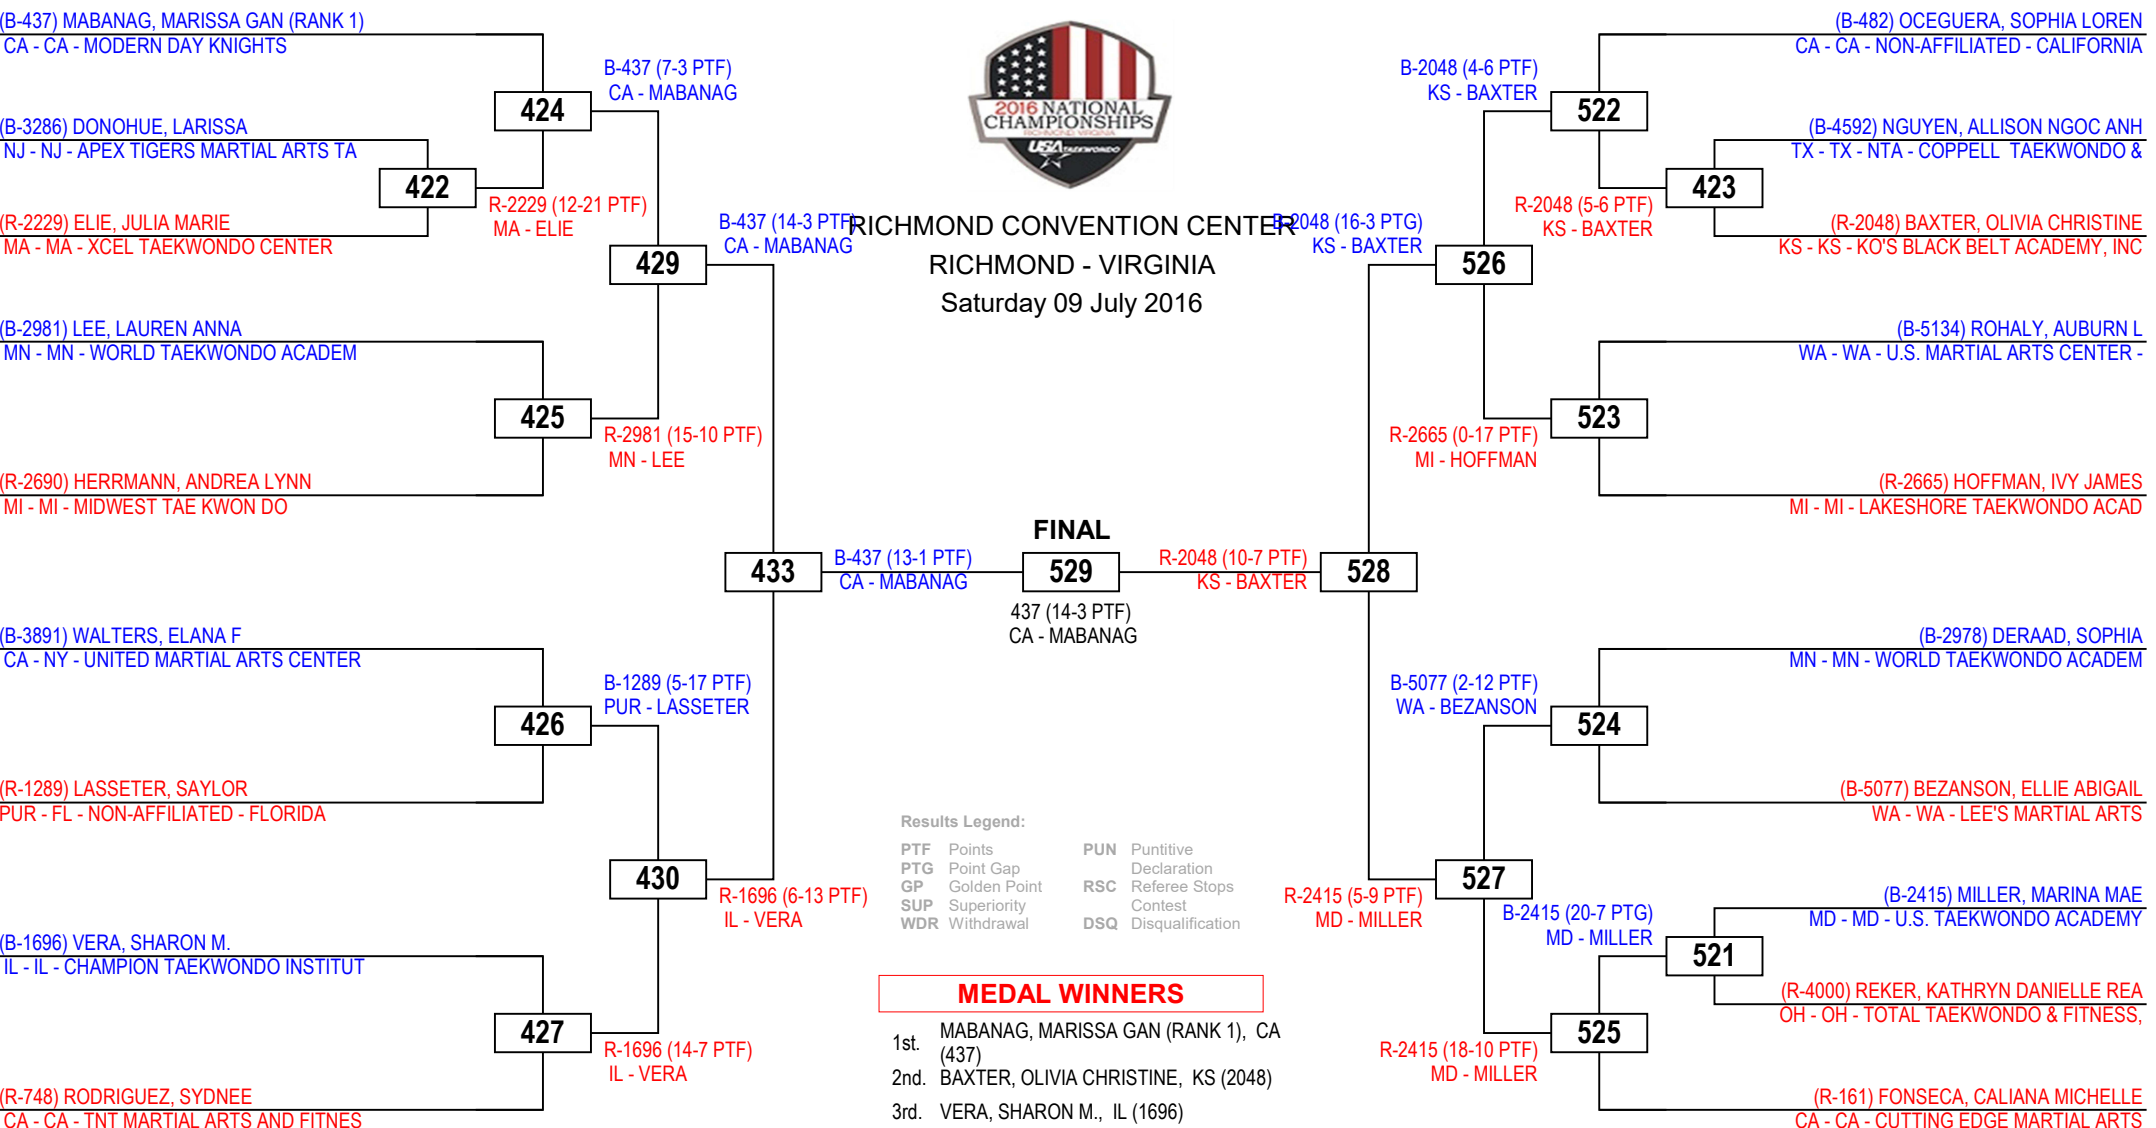 (B-437) MABANAG, MARISSA GAN (RANK 1)
CA - CA - MODERN DAY KNIGHTS
(B-3286) DONOHUE, LARISSA
NJ - NJ - APEX TIGERS MARTIAL ARTS TA
(R-2229) ELIE, JULIA MARIE
MA - MA - XCEL TAEKWONDO CENTER
(B-2981) LEE, LAUREN ANNA
MN - MN - WORLD TAEKWONDO ACADEM
(R-2690) HERRMANN, ANDREA LYNN
MI - MI - MIDWEST TAE KWON DO
(B-3891) WALTERS, ELANA F
CA - NY - UNITED MARTIAL ARTS CENTER
(R-1289) LASSETER, SAYLOR
PUR - FL - NON-AFFILIATED - FLORIDA
(B-1696) VERA, SHARON M.
IL - IL - CHAMPION TAEKWONDO INSTITUT
(R-748) RODRIGUEZ, SYDNEE
CA - CA - TNT MARTIAL ARTS AND FITNES
422
R-2229 (12-21 PTF)
MA - ELIE
424
B-437 (7-3 PTF)
CA - MABANAG
425
R-2981 (15-10 PTF)
MN - LEE
426
B-1289 (5-17 PTF)
PUR - LASSETER
427
R-1696 (14-7 PTF)
IL - VERA
429
B-437 (14-3 PTF)
CA - MABANAG
430
R-1696 (6-13 PTF)
IL - VERA
433
B-437 (13-1 PTF)
CA - MABANAG
2016 NATIONAL
CHAMPIONSHIPS
RICHMOND VIRGINIA
USA TAEKWONDO
RICHMOND CONVENTION CENTER
RICHMOND - VIRGINIA
Saturday 09 July 2016
FINAL
529
437 (14-3 PTF)
CA - MABANAG
R-2048 (10-7 PTF)
KS - BAXTER
528
B-2048 (16-3 PTG)
KS - BAXTER
526
R-2415 (5-9 PTF)
MD - MILLER
527
B-2048 (4-6 PTF)
KS - BAXTER
522
R-2665 (0-17 PTF)
MI - HOFFMAN
523
B-5077 (2-12 PTF)
WA - BEZANSON
524
R-2415 (18-10 PTF)
MD - MILLER
525
R-2048 (5-6 PTF)
KS - BAXTER
423
B-2415 (20-7 PTG)
MD - MILLER
521
(B-482) OCEGUERA, SOPHIA LOREN
CA - CA - NON-AFFILIATED - CALIFORNIA
(B-4592) NGUYEN, ALLISON NGOC ANH
TX - TX - NTA - COPPELL TAEKWONDO &
(R-2048) BAXTER, OLIVIA CHRISTINE
KS - KS - KO'S BLACK BELT ACADEMY, INC
(B-5134) ROHALY, AUBURN L
WA - WA - U.S. MARTIAL ARTS CENTER -
(R-2665) HOFFMAN, IVY JAMES
MI - MI - LAKESHORE TAEKWONDO ACAD
(B-2978) DERAAD, SOPHIA
MN - MN - WORLD TAEKWONDO ACADEM
(B-5077) BEZANSON, ELLIE ABIGAIL
WA - WA - LEE'S MARTIAL ARTS
(B-2415) MILLER, MARINA MAE
MD - MD - U.S. TAEKWONDO ACADEMY
(R-4000) REKER, KATHRYN DANIELLE REA
OH - OH - TOTAL TAEKWONDO & FITNESS,
(R-161) FONSECA, CALIANA MICHELLE
CA - CA - CUTTING EDGE MARTIAL ARTS
Results Legend:
PTF Points
PTG Point Gap
GP Golden Point
SUP Superiority
WDR Withdrawal
PUN Puntitive
Declaration
RSC Referee Stops
Contest
DSQ Disqualification
MEDAL WINNERS
1st. MABANAG, MARISSA GAN (RANK 1), CA
(437)
2nd. BAXTER, OLIVIA CHRISTINE, KS (2048)
3rd. VERA, SHARON M., IL (1696)